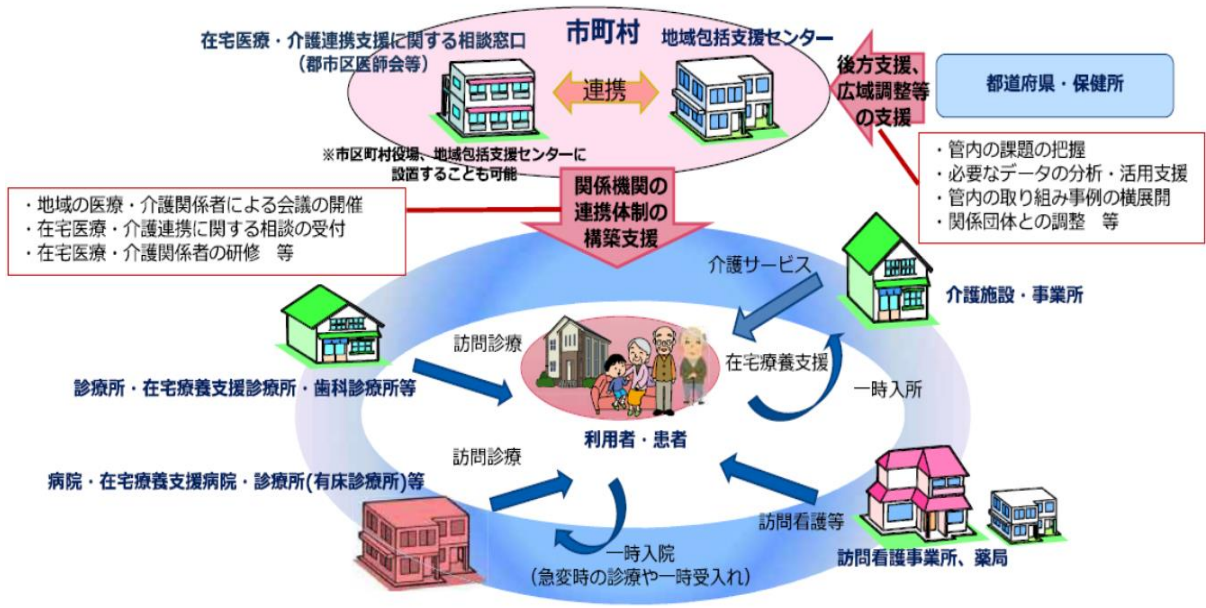 市町村
在宅医療・介護連携支援に関する相談窓口
（郡市区医師会等）
地域包括支援センター
連携
※市区町村役場、地域包括支援センターに
設置することも可能
後方支援、
広域調整等
の支援
都道府県・保健所
・管内の課題の把握
・必要なデータの分析・活用支援
・管内の取り組み事例の横展開
・関係団体との調整　等
関係機関の
連携体制の
構築支援
・地域の医療・介護関係者による会議の開催
・在宅医療・介護連携に関する相談の受付
・在宅医療・介護関係者の研修　等
介護サービス
介護施設・事業所
訪問診療
在宅療養支援
一時入所
診療所・在宅療養支援診療所・歯科診療所等
利用者・患者
訪問診療
病院・在宅療養支援病院・診療所(有床診療所)等
訪問看護等
一時入院
（急変時の診療や一時受入れ）
訪問看護事業所、薬局